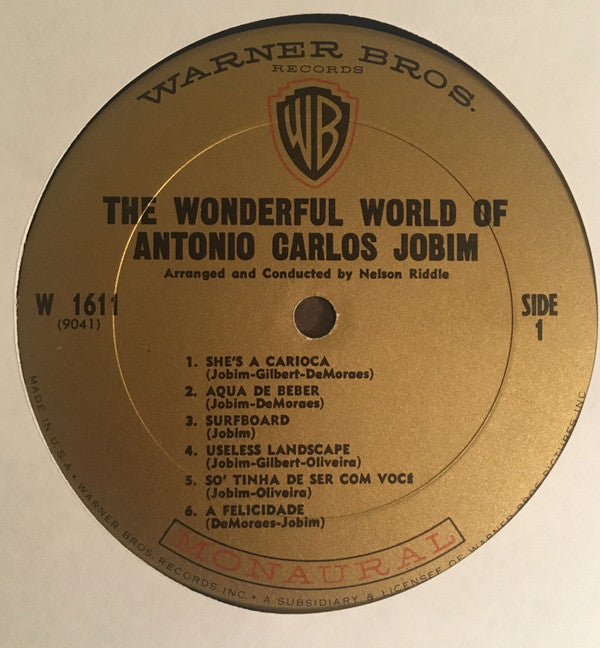 WARNER BROS.
RECORDS
WB
THE WONDERFUL WORLD OF
ANTONIO CARLOS JOBIM
Arranged and Conducted by Nelson Riddle
W 1611
(9041)
SIDE
1
1. SHE'S A CARIOCA
(Jobim-Gilbert-DeMoraes)
2. AQUA DE BEBER
(Jobim-DeMoraes)
3. SURFBOARD
(Jobim)
4. USELESS LANDSCAPE
(Jobim-Gilbert-Oliveira)
5. SO' TINHA DE SER COM VOCÊ
(Jobim-Oliveira)
6. A FELICIDADE
(DeMoraes-Jobim)
MONAURAL
MADE IN U.S.A. • WARNER BROS. RECORDS, INC. • A SUBSIDIARY & LICENSEE OF WARNER BROS. PICTURES INC.